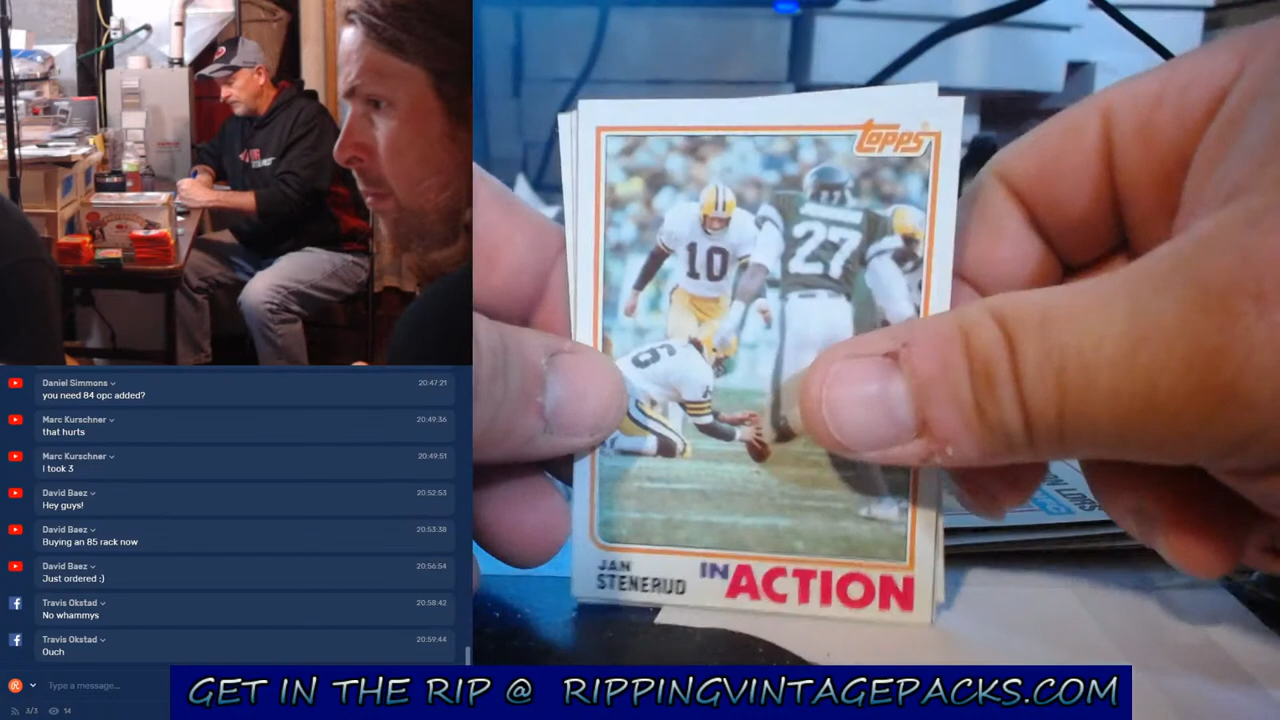 Daniel Simmons 20:47:21
you need 84 opc added?
Marc Kurschner 20:49:36
that hurts
Marc Kurschner 20:49:51
I took 3
David Baez 20:52:53
Hey guys!
David Baez 20:53:38
Buying an 85 rack now
David Baez 20:56:54
Just ordered :)
Travis Okstad 20:58:42
No whammys
Travis Okstad 20:59:44
Ouch
Type a message...
3/3 14
topps
10
27
6
JAN
STENERUD
IN ACTION
GET IN THE RIP @ RIPPINGVINTAGEPACKS.COM